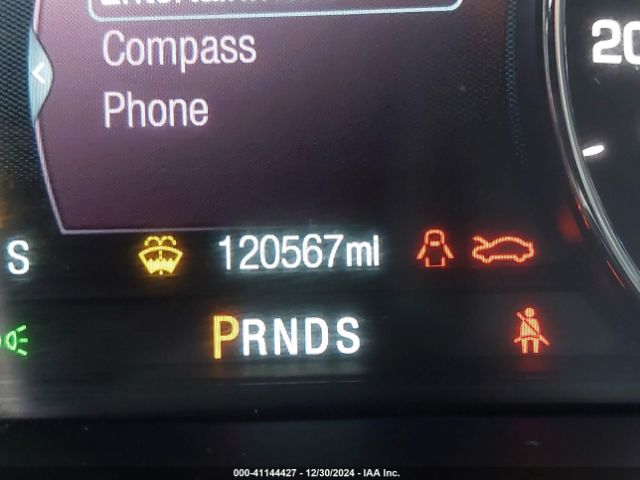 Compass
Phone
20
S
120567mi
PRNDS
000-41144427 - 12/30/2024 - IAA Inc.